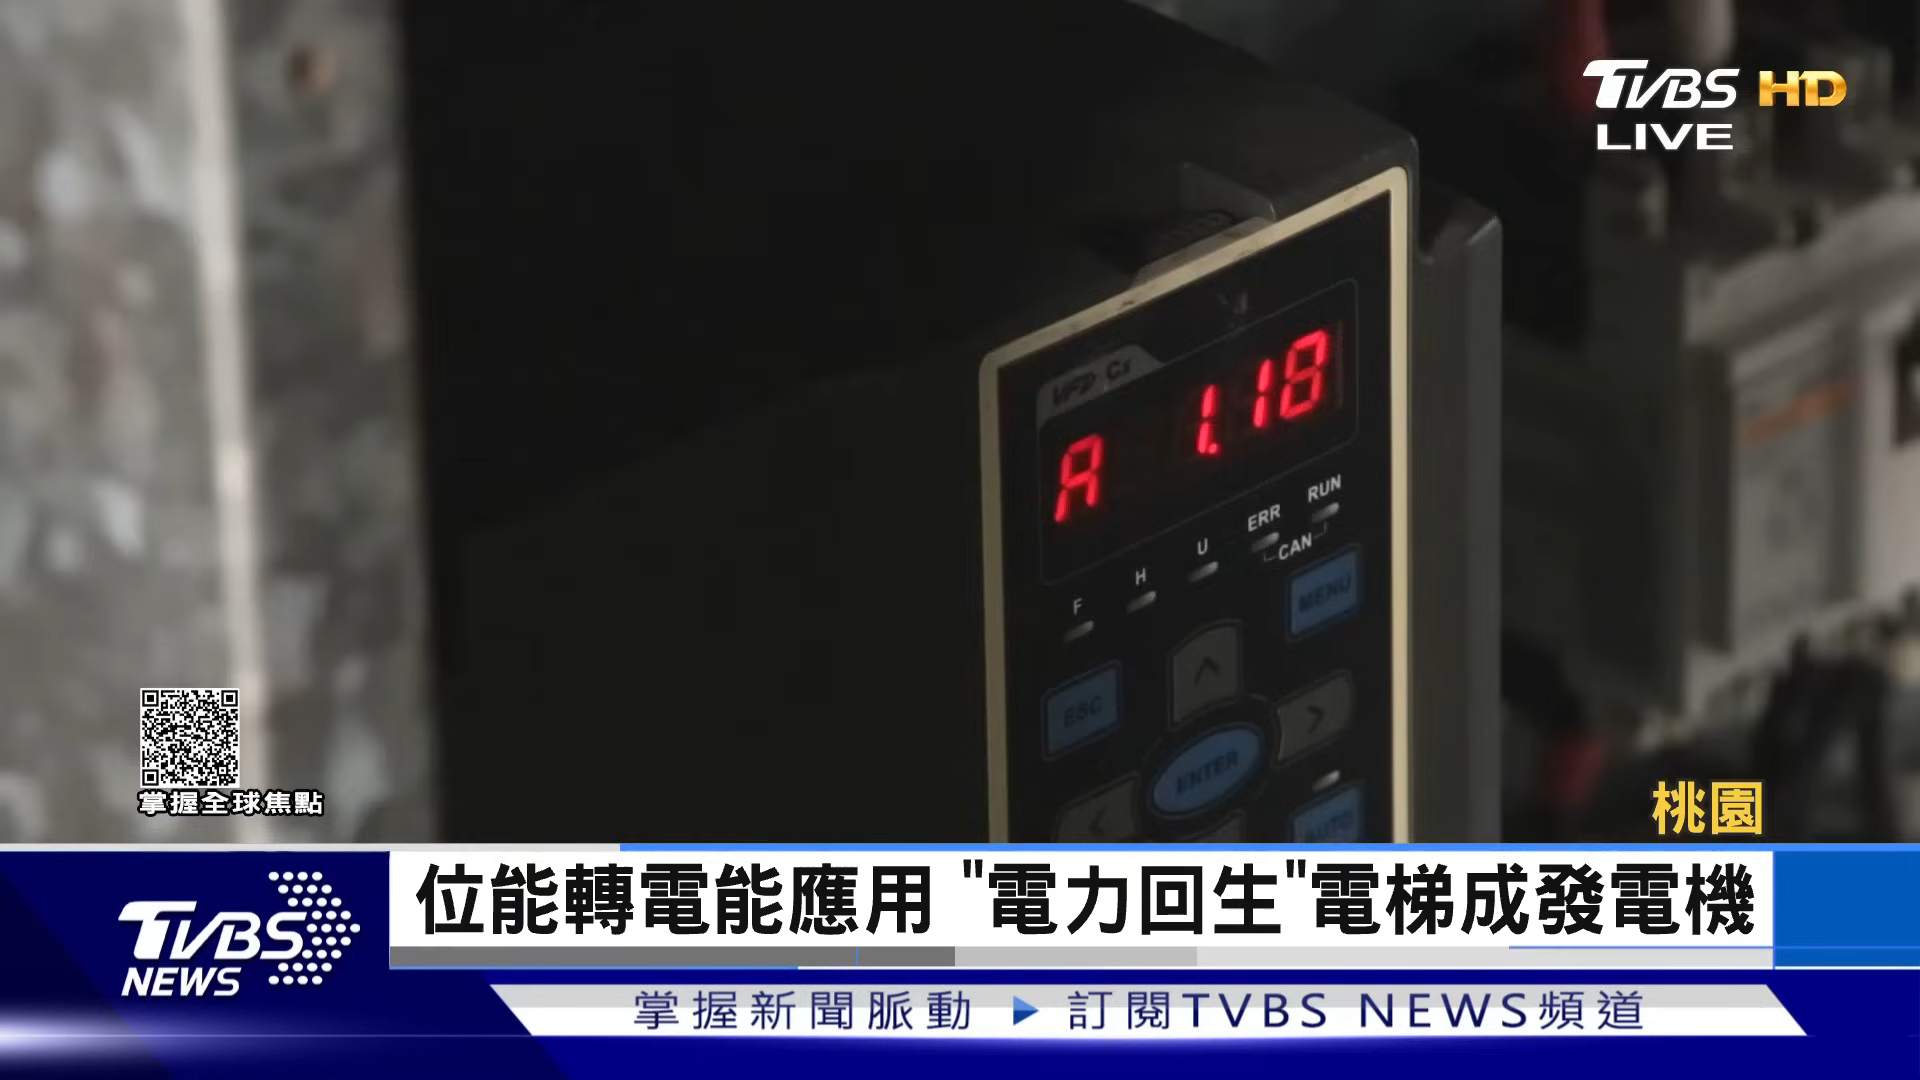 TVBS HD
LIVE
VFD Cx
A 1.18
RUN
ERR
CAN
U
H
F
MENU
ESC
ENTER
AUTO
掌握全球焦點
桃園
位能轉電能應用 "電力回生"電梯成發電機
TVBS
NEWS
掌握新聞脈動 ▶ 訂閱TVBS NEWS頻道